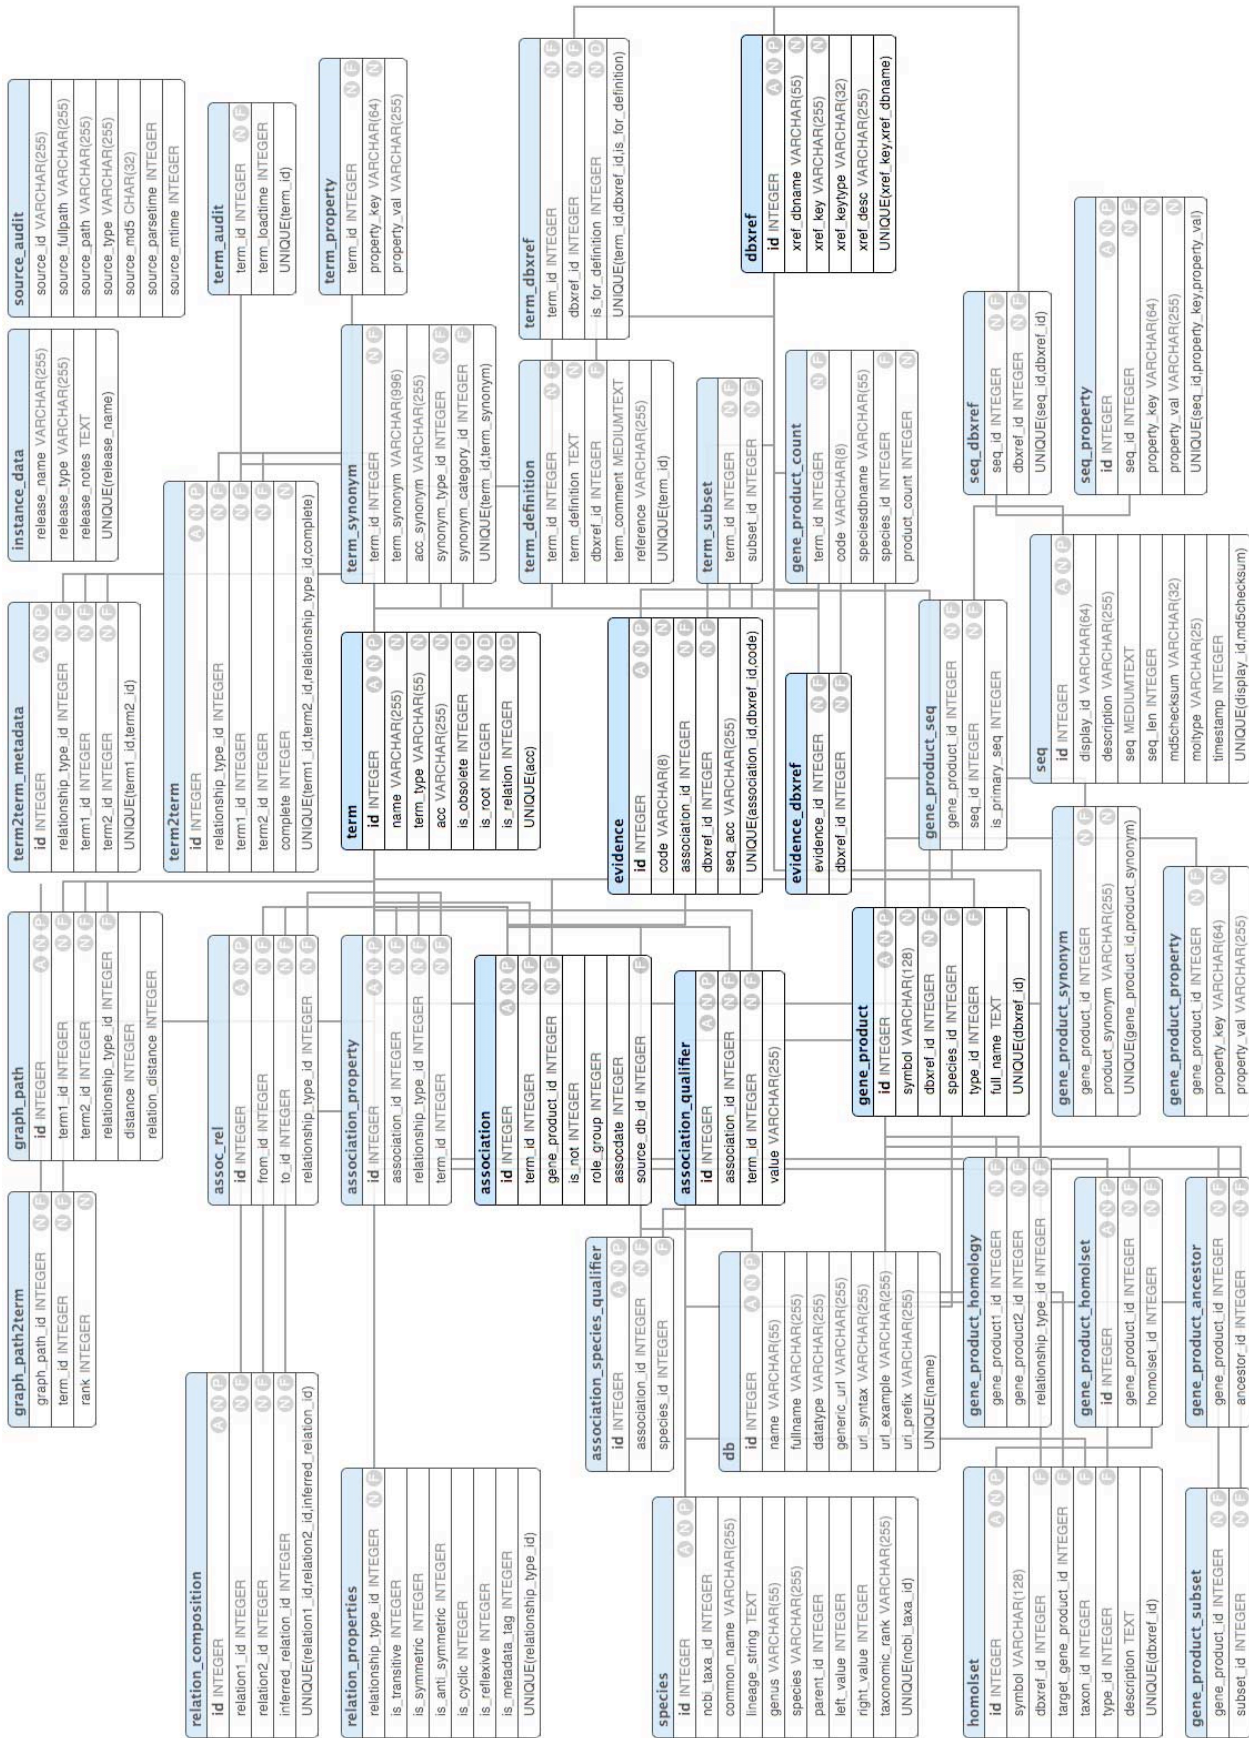 graph_path2term
graph_path_id INTEGER N F
term_id INTEGER N F
rank INTEGER N
graph_path
id INTEGER A N P
term1_id INTEGER N F
term2_id INTEGER N F
relationship_type_id INTEGER F
distance INTEGER
relation_distance INTEGER
term2term_metadata
id INTEGER A N P
relationship_type_id INTEGER N F
term1_id INTEGER N F
term2_id INTEGER N F
UNIQUE(term1_id,term2_id)
instance_data
release_name VARCHAR(255)
release_type VARCHAR(255)
release_notes TEXT
UNIQUE(release_name)
source_audit
source_id VARCHAR(255)
source_fullpath VARCHAR(255)
source_path VARCHAR(255)
source_type VARCHAR(255)
source_md5 CHAR(32)
source_parsetime INTEGER
source_mtime INTEGER
relation_composition
id INTEGER A N P
relation1_id INTEGER N F
relation2_id INTEGER N F
inferred_relation_id INTEGER N F
UNIQUE(relation1_id,relation2_id,inferred_relation_id)
assoc_rel
id INTEGER A N P
from_id INTEGER N F
to_id INTEGER N F
relationship_type_id INTEGER N F
term2term
id INTEGER A N P
relationship_type_id INTEGER N F
term1_id INTEGER N F
term2_id INTEGER N F
complete INTEGER N
UNIQUE(term1_id,term2_id,relationship_type_id,complete)
term_audit
term_id INTEGER N F
term_loadtime INTEGER
UNIQUE(term_id)
relation_properties
relationship_type_id INTEGER N F
is_transitive INTEGER
is_symmetric INTEGER
is_anti_symmetric INTEGER
is_cyclic INTEGER
is_reflexive INTEGER
is_metadata_tag INTEGER
UNIQUE(relationship_type_id)
association_property
id INTEGER A N P
association_id INTEGER N F
relationship_type_id INTEGER N F
term_id INTEGER N F
term
id INTEGER A N P
name VARCHAR(255) N
term_type VARCHAR(55) N
acc VARCHAR(255) N
is_obsolete INTEGER N D
is_root INTEGER N D
is_relation INTEGER N D
UNIQUE(acc)
term_synonym
term_id INTEGER N F
term_synonym VARCHAR(996)
acc_synonym VARCHAR(255)
synonym_type_id INTEGER N F
synonym_category_id INTEGER F
UNIQUE(term_id,term_synonym)
term_property
term_id INTEGER N F
property_key VARCHAR(64) N
property_val VARCHAR(255)
association
id INTEGER A N P
term_id INTEGER N F
gene_product_id INTEGER N F
is_not INTEGER
role_group INTEGER
assocdate INTEGER
source_db_id INTEGER F
term_definition
term_id INTEGER N F
term_definition TEXT N
dbxref_id INTEGER F
term_comment MEDIUMTEXT
reference VARCHAR(255)
UNIQUE(term_id)
term_dbxref
term_id INTEGER N F
dbxref_id INTEGER N F
is_for_definition INTEGER N D
UNIQUE(term_id,dbxref_id,is_for_definition)
association_species_qualifier
id INTEGER A N P
association_id INTEGER N F
species_id INTEGER F
evidence
id INTEGER A N P
code VARCHAR(8) N
association_id INTEGER N F
dbxref_id INTEGER N F
seq_acc VARCHAR(255)
UNIQUE(association_id,dbxref_id,code)
species
id INTEGER A N P
ncbi_taxa_id INTEGER
common_name VARCHAR(255)
lineage_string TEXT
genus VARCHAR(55)
species VARCHAR(255)
parent_id INTEGER
left_value INTEGER
right_value INTEGER
taxonomic_rank VARCHAR(255)
UNIQUE(ncbi_taxa_id)
association_qualifier
id INTEGER A N P
association_id INTEGER N F
term_id INTEGER N F
value VARCHAR(255)
term_subset
term_id INTEGER N F
subset_id INTEGER N F
db
id INTEGER A N P
name VARCHAR(55)
fullname VARCHAR(255)
datatype VARCHAR(255)
generic_url VARCHAR(255)
url_syntax VARCHAR(255)
url_example VARCHAR(255)
uri_prefix VARCHAR(255)
UNIQUE(name)
dbxref
id INTEGER A N P
xref_dbname VARCHAR(55) N
xref_key VARCHAR(255) N
xref_keytype VARCHAR(32)
xref_desc VARCHAR(255)
UNIQUE(xref_key,xref_dbname)
evidence_dbxref
evidence_id INTEGER N F
dbxref_id INTEGER N F
gene_product_count
term_id INTEGER N F
code VARCHAR(8)
speciesdbname VARCHAR(55)
species_id INTEGER F
product_count INTEGER N
gene_product
id INTEGER A N P
symbol VARCHAR(128) N
dbxref_id INTEGER N F
species_id INTEGER F
type_id INTEGER F
full_name TEXT
UNIQUE(dbxref_id)
gene_product_seq
gene_product_id INTEGER N F
seq_id INTEGER N F
is_primary_seq INTEGER
homolset
id INTEGER A N P
symbol VARCHAR(128)
dbxref_id INTEGER F
target_gene_product_id INTEGER F
taxon_id INTEGER F
type_id INTEGER F
description TEXT
UNIQUE(dbxref_id)
gene_product_homology
gene_product1_id INTEGER N F
gene_product2_id INTEGER N F
relationship_type_id INTEGER N F
seq_dbxref
seq_id INTEGER N F
dbxref_id INTEGER N F
UNIQUE(seq_id,dbxref_id)
seq
id INTEGER A N P
display_id VARCHAR(64)
description VARCHAR(255)
seq MEDIUMTEXT
seq_len INTEGER
md5checksum VARCHAR(32)
moltype VARCHAR(25)
timestamp INTEGER
UNIQUE(display_id,md5checksum)
gene_product_synonym
gene_product_id INTEGER N F
product_synonym VARCHAR(255) N
UNIQUE(gene_product_id,product_synonym)
gene_product_homolset
id INTEGER A N P
gene_product_id INTEGER N F
homolset_id INTEGER N F
seq_property
id INTEGER A N P
seq_id INTEGER N F
property_key VARCHAR(64) N
property_val VARCHAR(255) N
UNIQUE(seq_id,property_key,property_val)
gene_product_property
gene_product_id INTEGER N F
property_key VARCHAR(64) N
property_val VARCHAR(255)
gene_product_subset
gene_product_id INTEGER N F
subset_id INTEGER N F
gene_product_ancestor
gene_product_id INTEGER N F
ancestor_id INTEGER N F